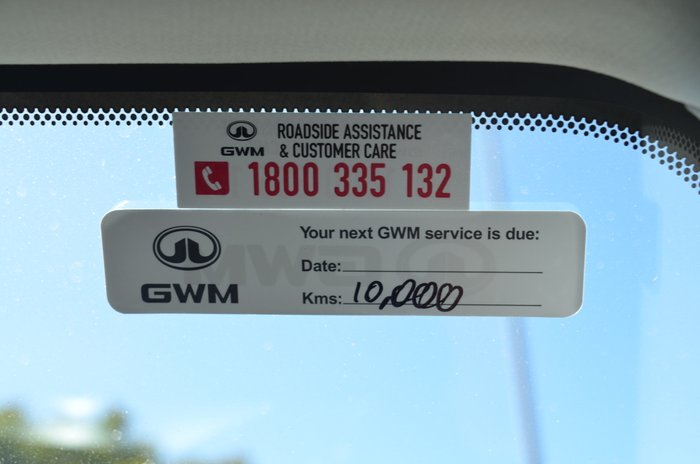 GWM
ROADSIDE ASSISTANCE
& CUSTOMER CARE
1800 335 132
GWM
Your next GWM service is due:
Date:
Kms: 10,000